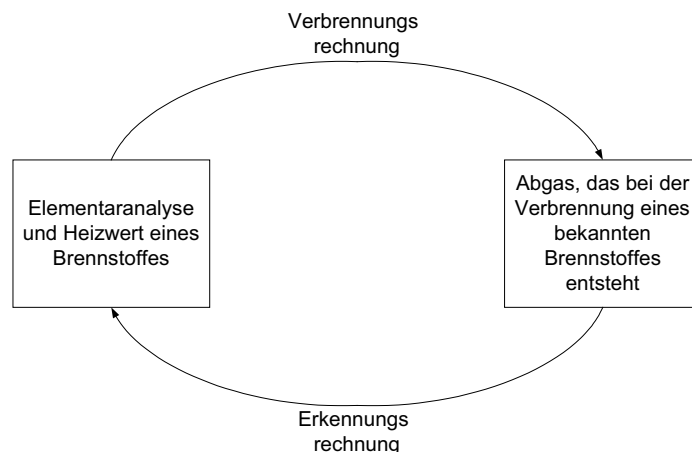 Verbrennungs
rechnung
Elementaranalyse
und Heizwert eines
Brennstoffes
Abgas, das bei der
Verbrennung eines
bekannten
Brennstoffes
entsteht
Erkennungs
rechnung